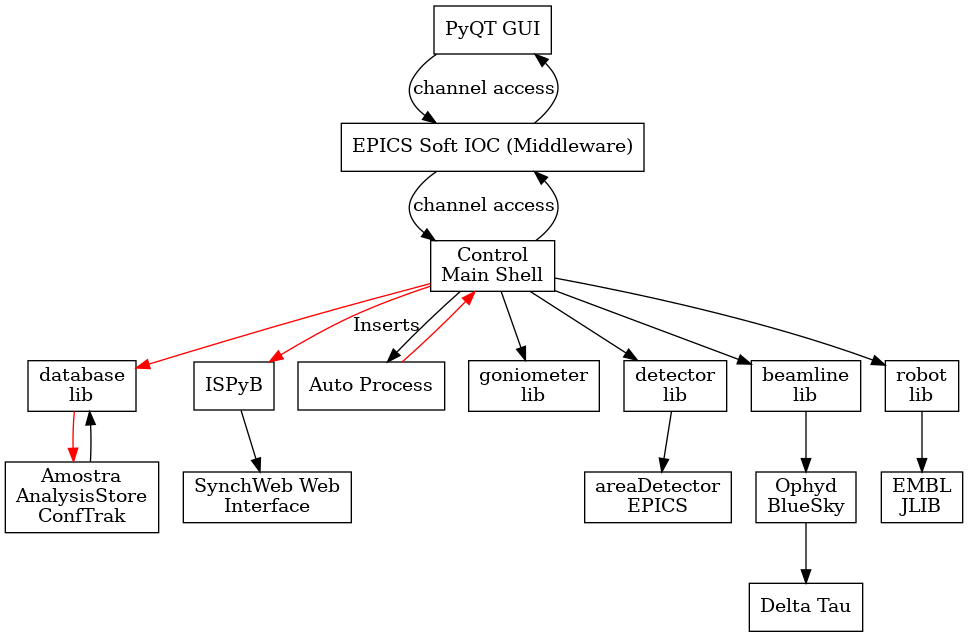 PyQT GUI
channel access
EPICS Soft IOC (Middleware)
channel access
Control
Main Shell
Inserts
database
lib
ISPyB
Auto Process
goniometer
lib
detector
lib
beamline
lib
robot
lib
Amostra
AnalysisStore
ConfTrak
SynchWeb Web
Interface
areaDetector
EPICS
Ophyd
BlueSky
EMBL
JLIB
Delta Tau